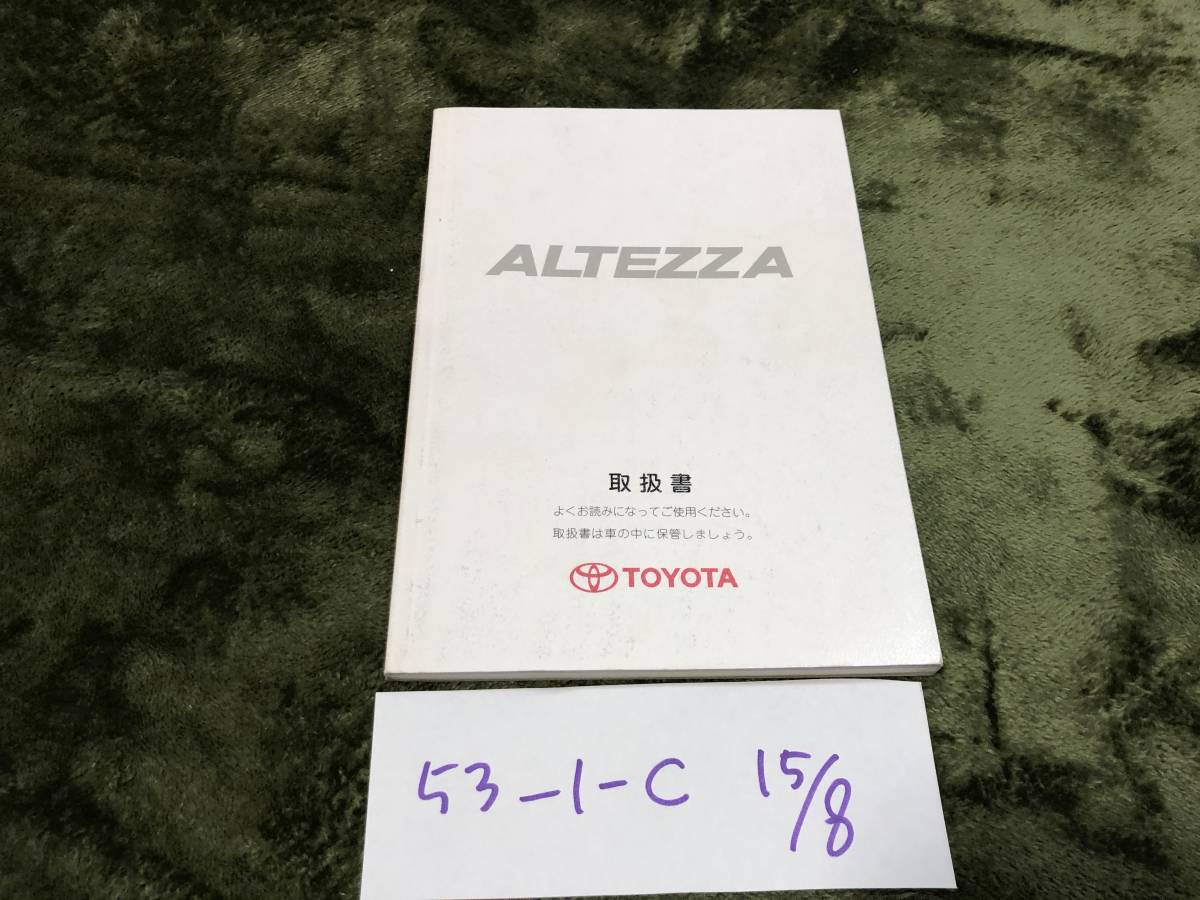 ALTEZZA
取扱書
よくお読みになってご使用ください。
取扱書は車の中に保管しましょう。
TOYOTA
53-1-C 15/8